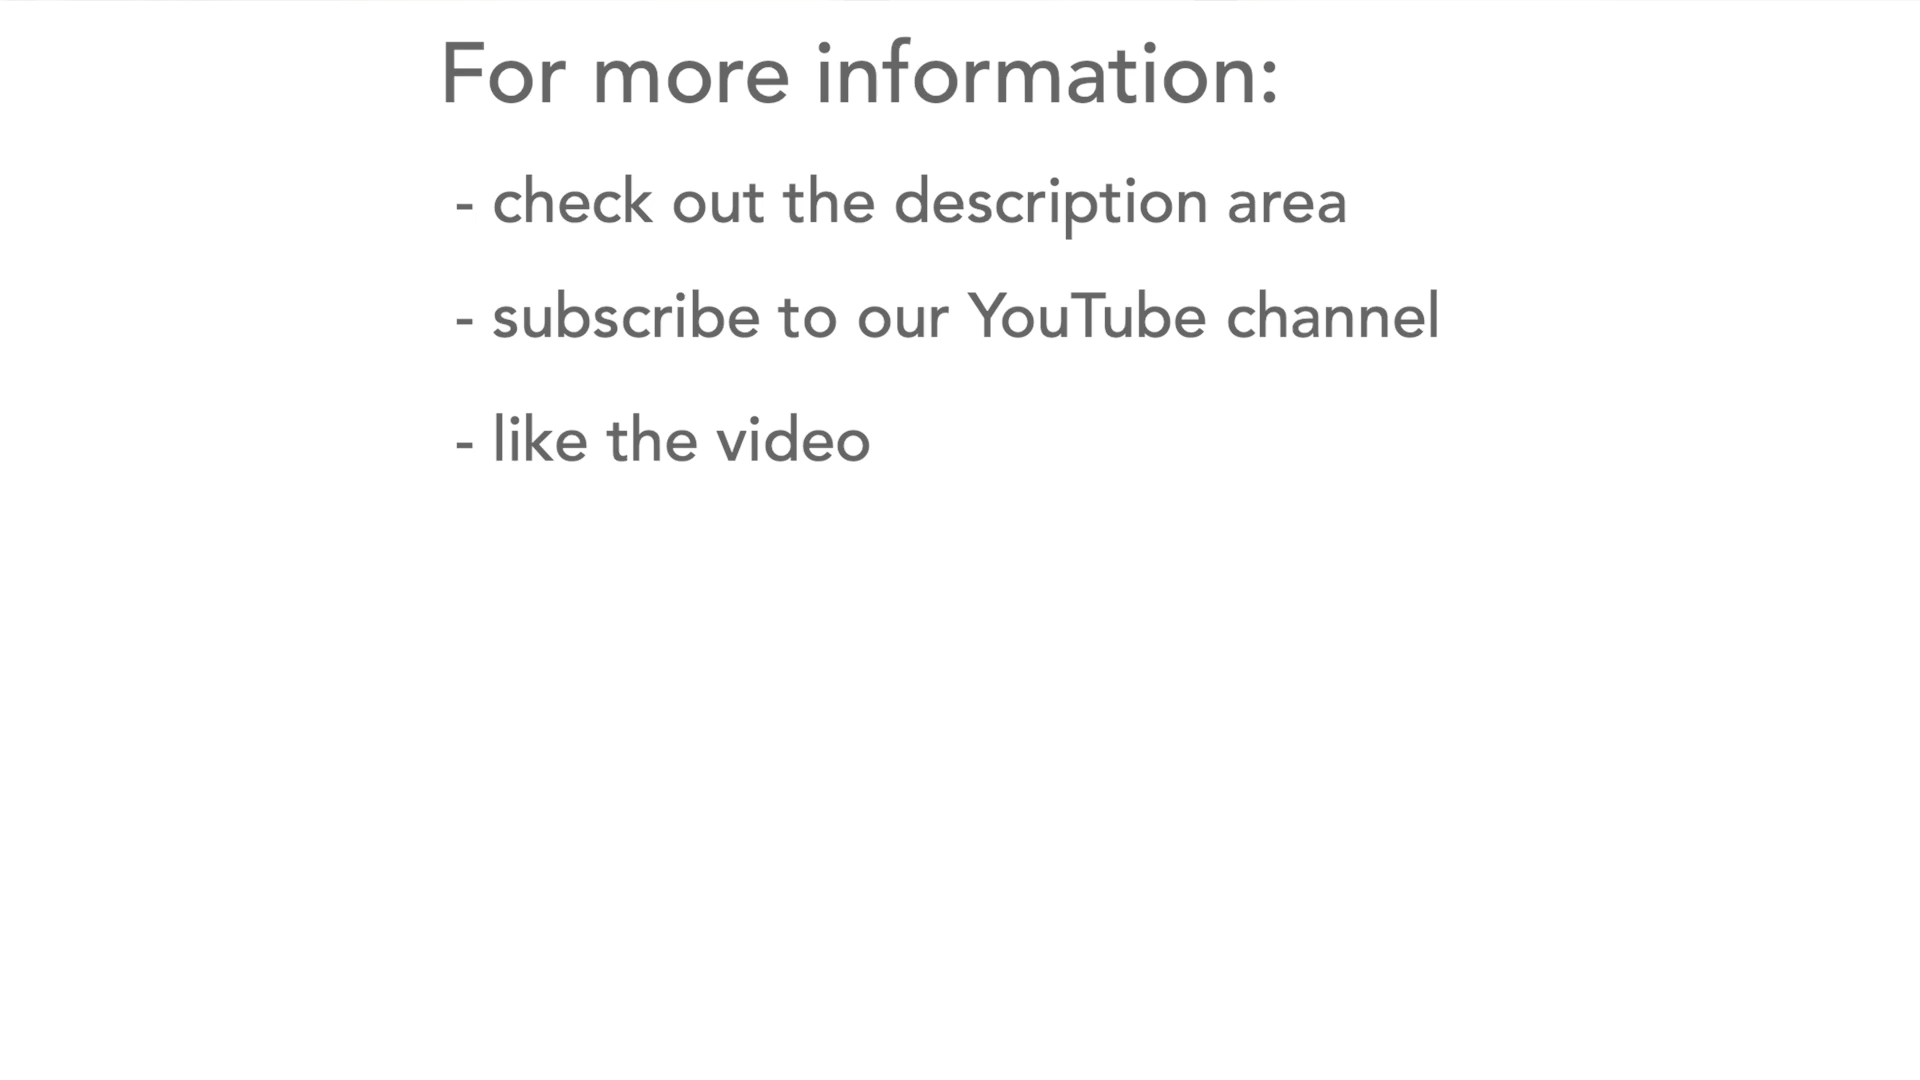 For more information:
- check out the description area
- subscribe to our YouTube channel
- like the video